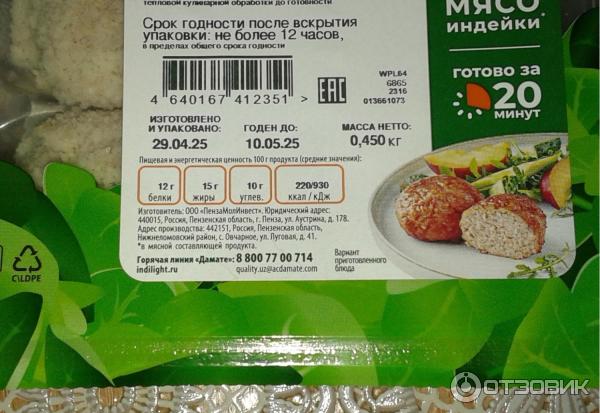 тепловой кулинарной обработки до готовности
Срок годности после вскрытия
упаковки: не более 12 часов,
в пределах общего срока годности
4 640167 412351 >
EAC
WPL64
6865
2316
013661073
ИЗГОТОВЛЕНО
И УПАКОВАНО:
29.04.25
ГОДЕН ДО:
10.05.25
МАССА НЕТТО:
0,450 кг
Пищевая и энергетическая ценность 100 г продукта (средние значения):
12 г
белки
15 г
жиры
10 г
углев.
220/930
ккал / кДж
Изготовитель: ООО «ПензаМолИнвест». Юридический адрес:
440015, Россия, Пензенская область, г. Пенза, ул. Аустрина, д. 178.
Адрес производства: 442151, Россия, Пензенская область,
Нижнеломовский район, с. Овчарное, ул. Луговая, д. 41.
*в мясной составляющей продукта.
Горячая линия «Дамате»: 8 800 77 00 714
indilight.ru
quality.uz@acdamate.com
МЯСО
ИНДЕЙКИ*
ГОТОВО ЗА
20
МИНУТ
Вариант
приготовленного
блюда
C\LDPE
ОТЗОВИК